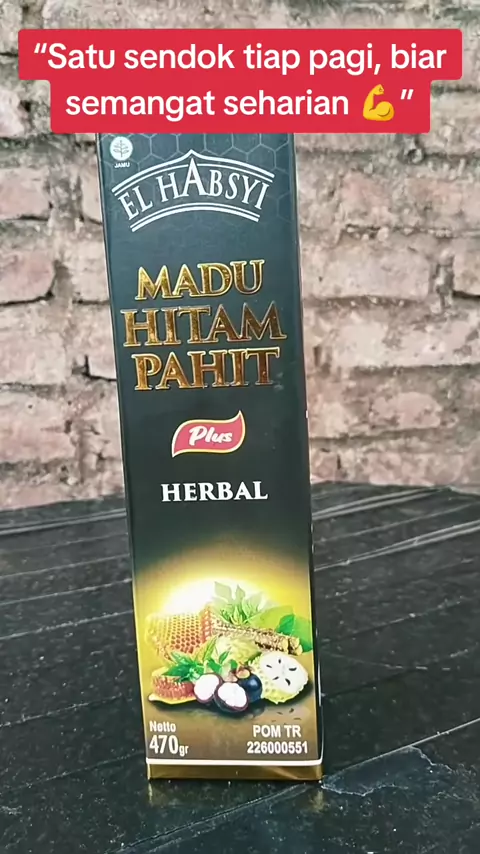 “Satu sendok tiap pagi, biar
semangat seharian 💪”
JAMU
EL HABSYI
MADU
HITAM
PAHIT
Plus
HERBAL
Netto
470gr
POM TR
226000551